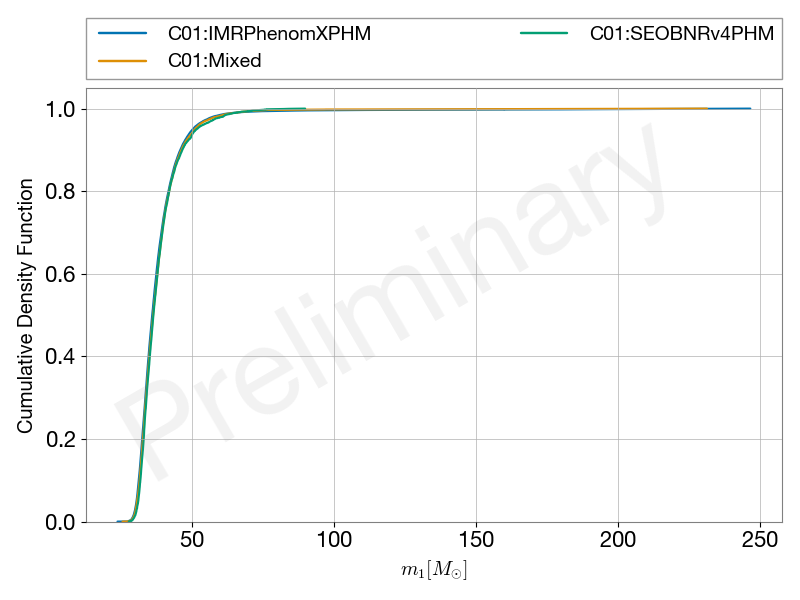 C01:IMRPhenomXPHM
C01:SEOBNRv4PHM
C01:Mixed
1.0
0.8
0.6
0.4
0.2
0.0
Cumulative Density Function
Preliminary
50
100
150
200
250
m₁[M☉]